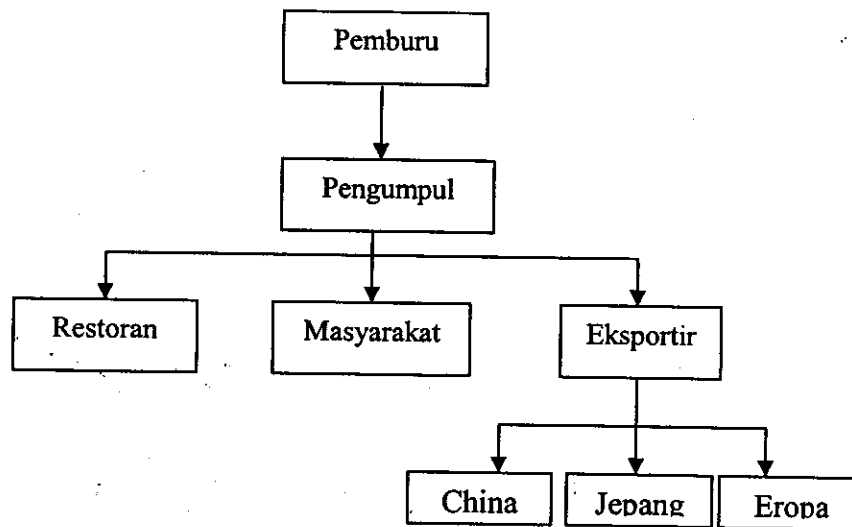 Pemburu
Pengumpul
Restoran
Masyarakat
Eksportir
China
Jepang
Eropa